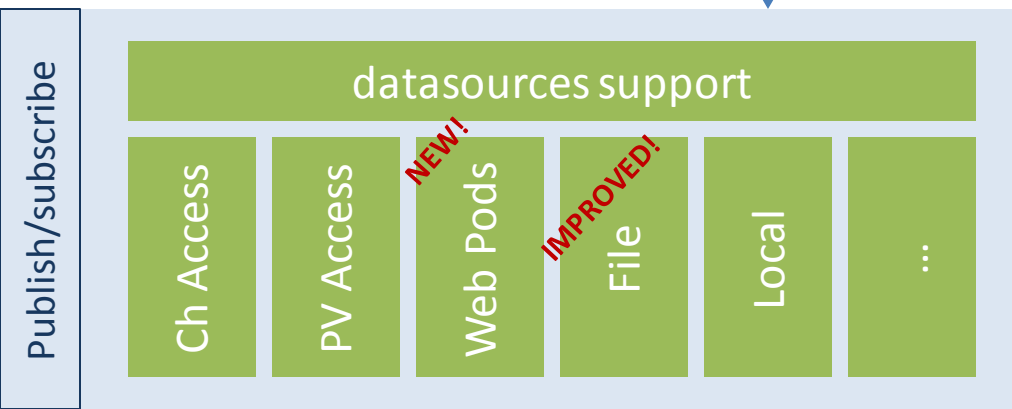 Publish/subscribe
datasources support
Ch Access
PV Access
NEW!
Web Pods
IMPROVED!
File
Local
...